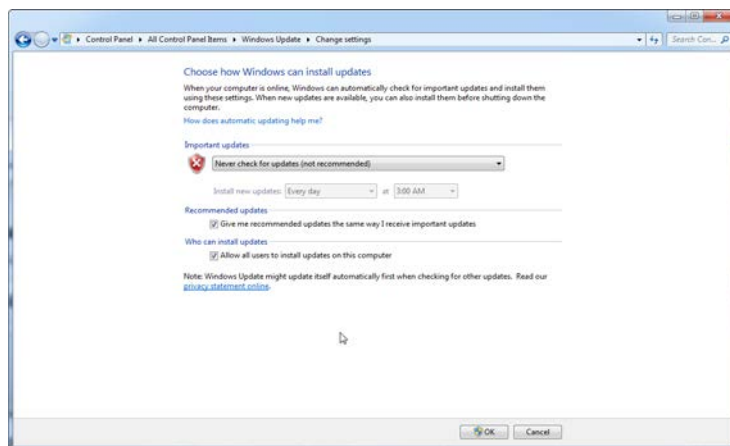 Control Panel ▸ All Control Panel Items ▸ Windows Update ▸ Change settings
Search Con...
Choose how Windows can install updates
When your computer is online, Windows can automatically check for important updates and install them
using these settings. When new updates are available, you can also install them before shutting down the
computer.
How does automatic updating help me?
Important updates
Never check for updates (not recommended)
Install new updates: Every day at 3:00 AM
Recommended updates
Give me recommended updates the same way I receive important updates
Who can install updates
Allow all users to install updates on this computer
Note: Windows Update might update itself automatically first when checking for other updates. Read our
privacy statement online.
OK Cancel